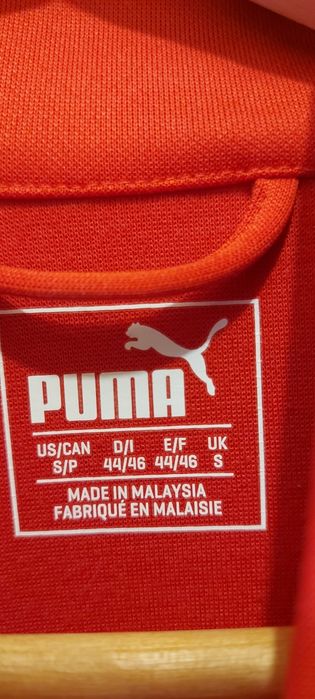 PUMA
US/CAN D/I E/F UK
S/P 44/46 44/46 S
MADE IN MALAYSIA
FABRIQUÉ EN MALAISIE